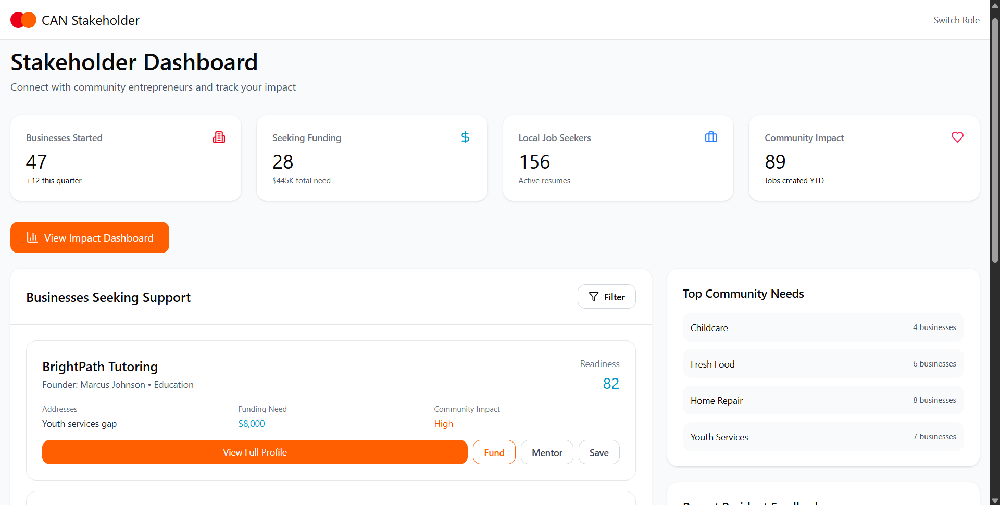 CAN Stakeholder
Switch Role
Stakeholder Dashboard
Connect with community entrepreneurs and track your impact
Businesses Started
47
+12 this quarter
Seeking Funding
$
28
$445K total need
Local Job Seekers
156
Active resumes
Community Impact
89
Jobs created YTD
View Impact Dashboard
Businesses Seeking Support
Filter
BrightPath Tutoring
Founder: Marcus Johnson • Education
Readiness
82
Addresses
Youth services gap
Funding Need
$8,000
Community Impact
High
View Full Profile
Fund
Mentor
Save
Top Community Needs
Childcare
4 businesses
Fresh Food
6 businesses
Home Repair
8 businesses
Youth Services
7 businesses
Recent Resident Feedback